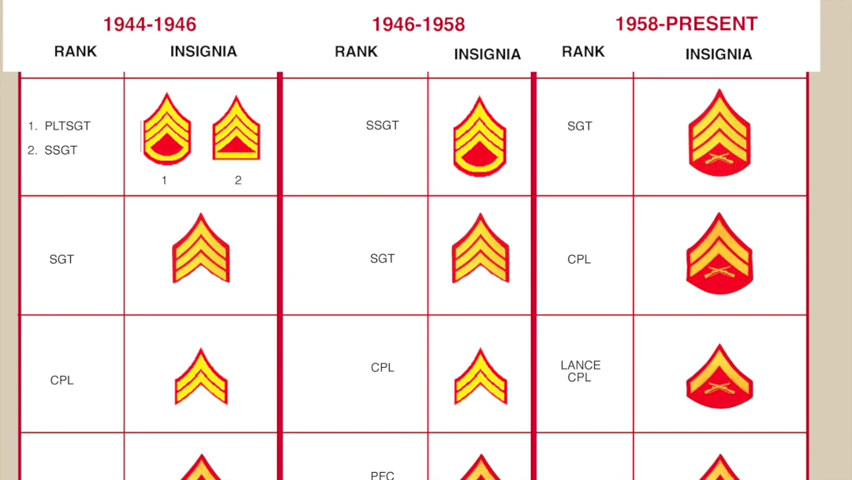 1944-1946 1946-1958 1958-PRESENT
RANK INSIGNIA RANK INSIGNIA RANK INSIGNIA
1. PLTSGT
2. SSGT
1 2
SSGT
SGT
SGT
SGT
CPL
CPL
CPL
LANCE
CPL
PFC